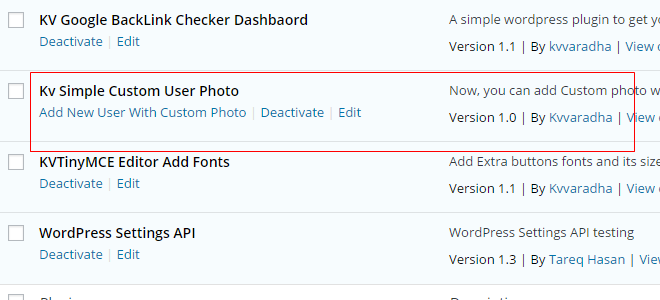 KV Google BackLink Checker Dashbaord
A simple wordpress plugin to get yo
Deactivate | Edit
Version 1.1 | By kvvaradha | View
Kv Simple Custom User Photo
Now, you can add Custom photo w
Add New User With Custom Photo | Deactivate | Edit
Version 1.0 | By Kvvaradha | View
KVTinyMCE Editor Add Fonts
Add Extra buttons fonts and its size
Deactivate | Edit
Version 1.1 | By Kvvaradha | View
WordPress Settings API
WordPress Settings API testing
Deactivate | Edit
Version 1.3 | By Tareq Hasan | View